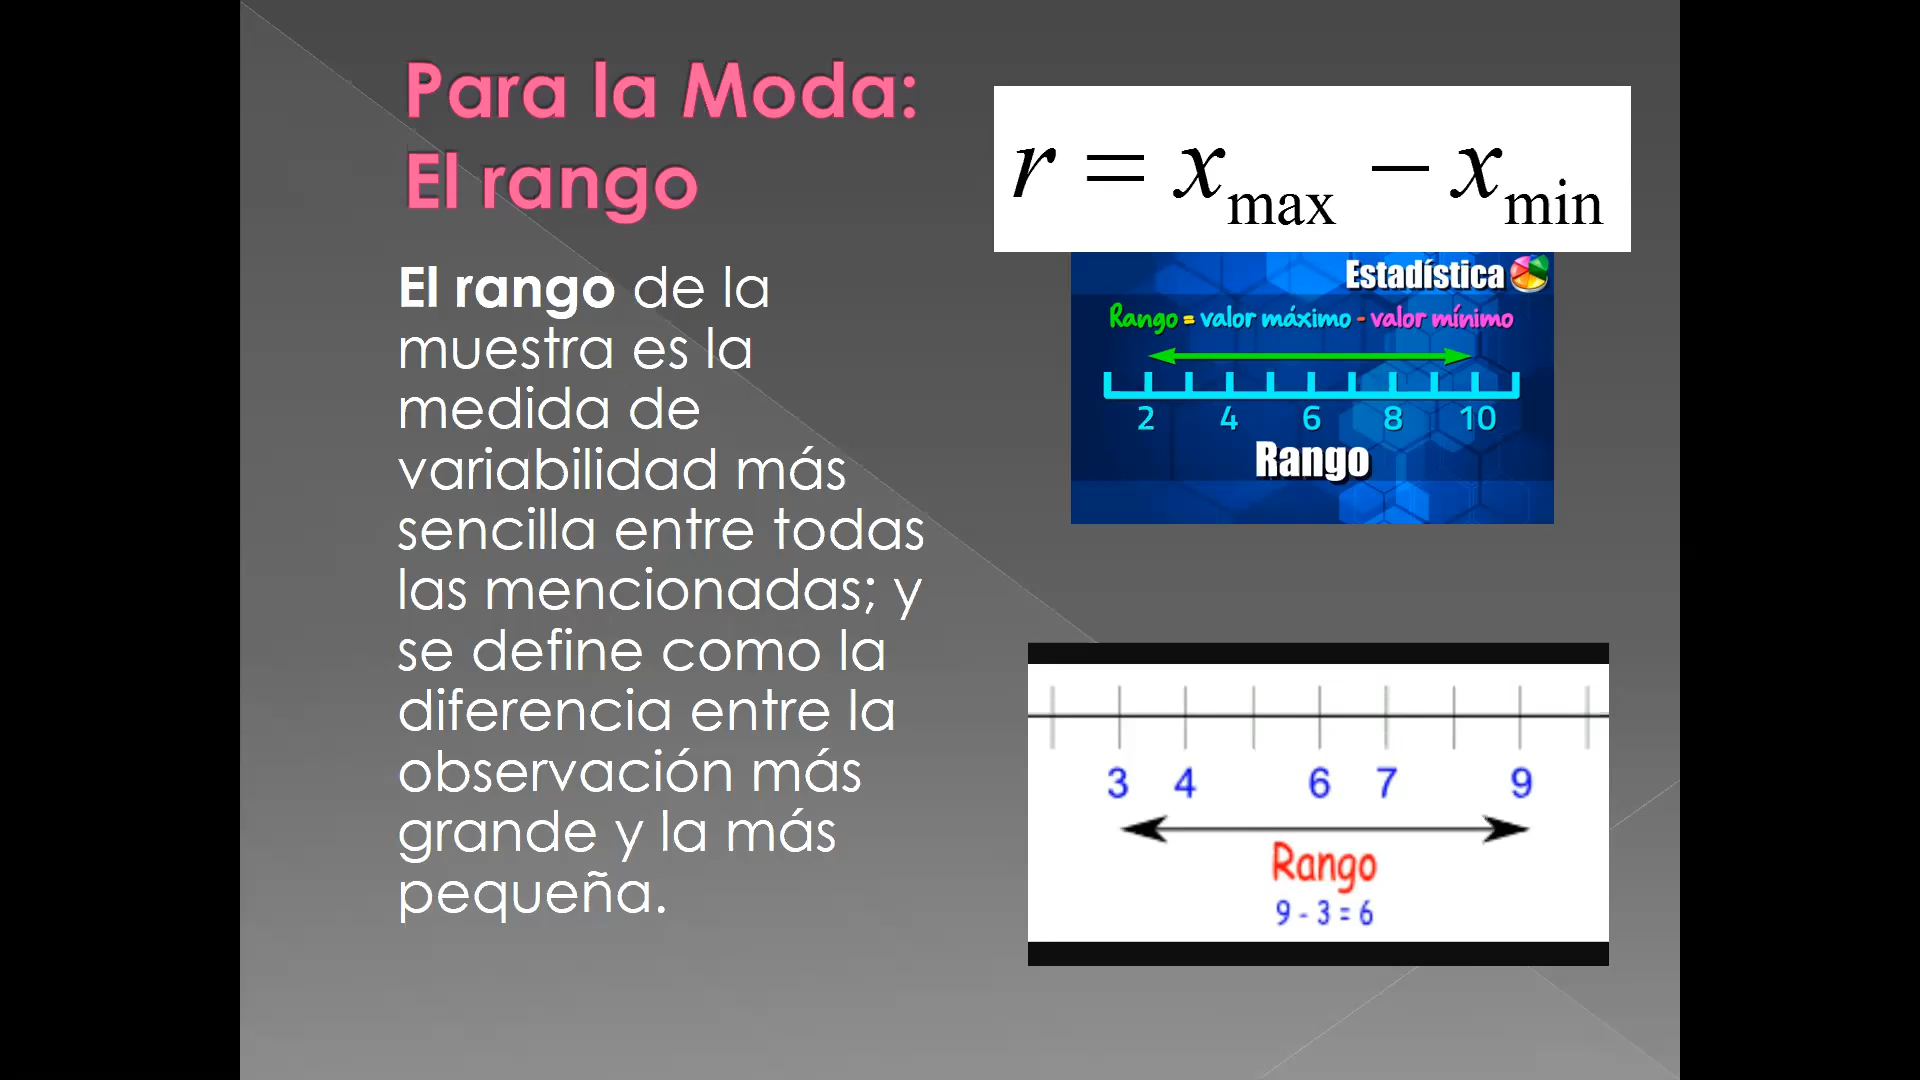 Para la Moda:
El rango
El rango de la
muestra es la
medida de
variabilidad más
sencilla entre todas
las mencionadas; y
se define como la
diferencia entre la
observación más
grande y la más
pequeña.
r = x max − x min
Estadística
Rango = valor máximo - valor mínimo
2 4 6 8 10
Rango
3 4 6 7 9
Rango
9 - 3 = 6